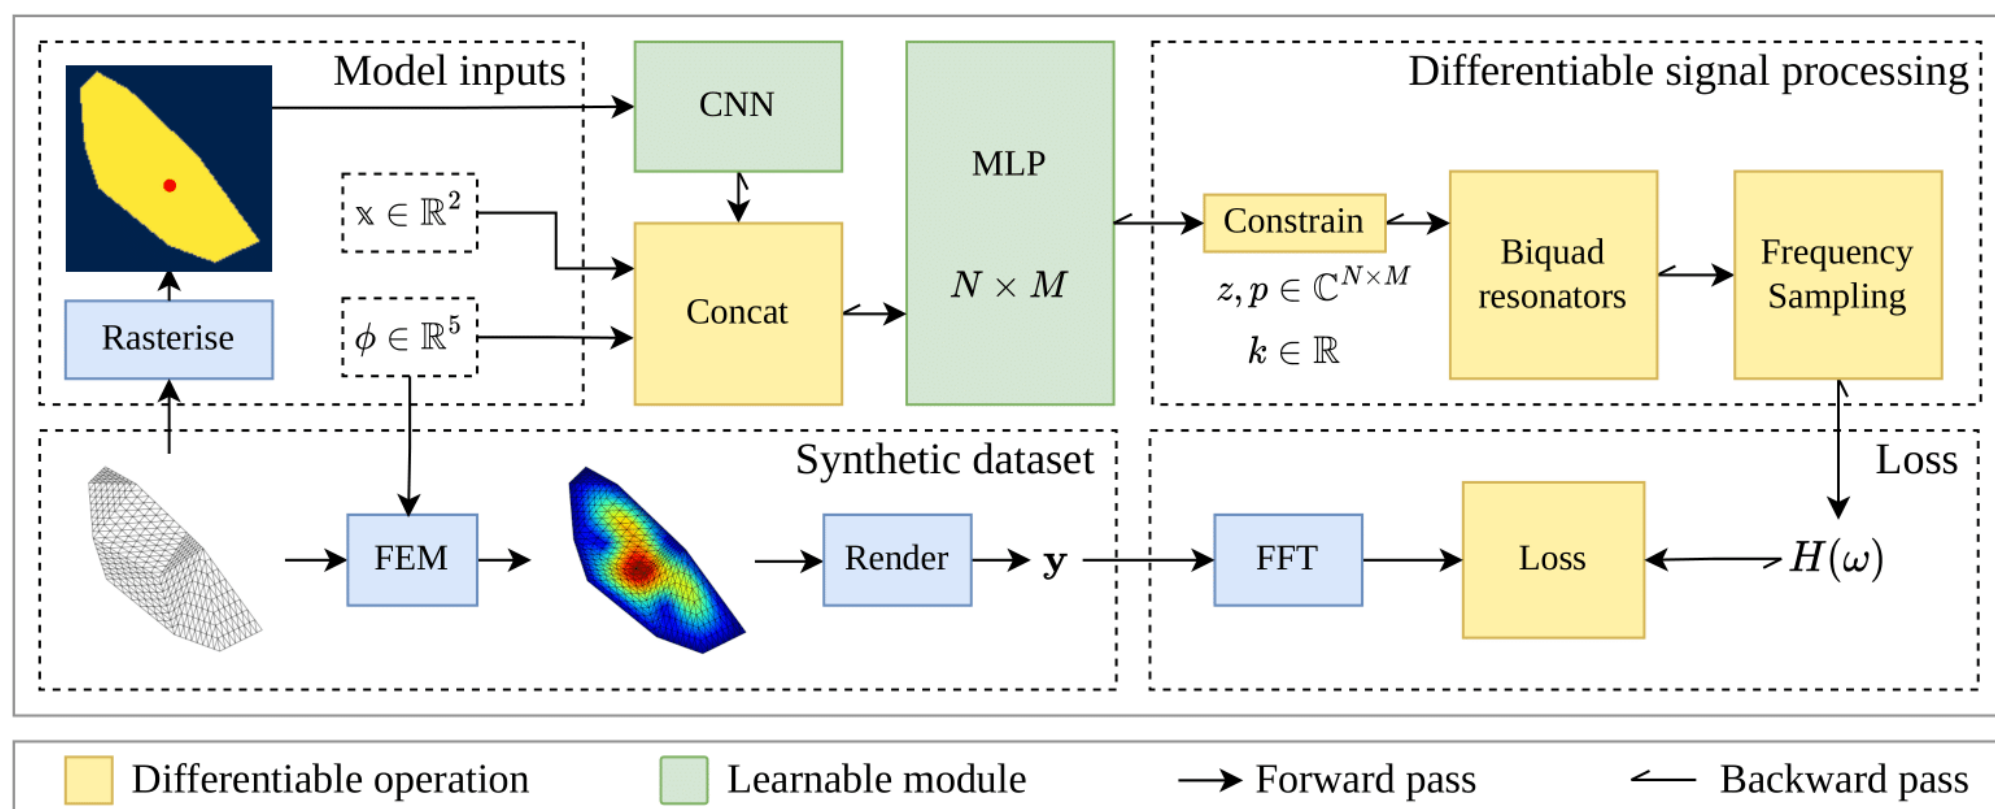 Model inputs
CNN
𝕩 ∈ ℝ²
ϕ ∈ ℝ⁵
Rasterise
Concat
MLP
N × M
Differentiable signal processing
Constrain
z, p ∈ ℂᴺˣᴹ
k ∈ ℝ
Biquad
resonators
Frequency
Sampling
Synthetic dataset
FEM
Render
𝐲
Loss
FFT
Loss
H(ω)
Differentiable operation
Learnable module
Forward pass
Backward pass